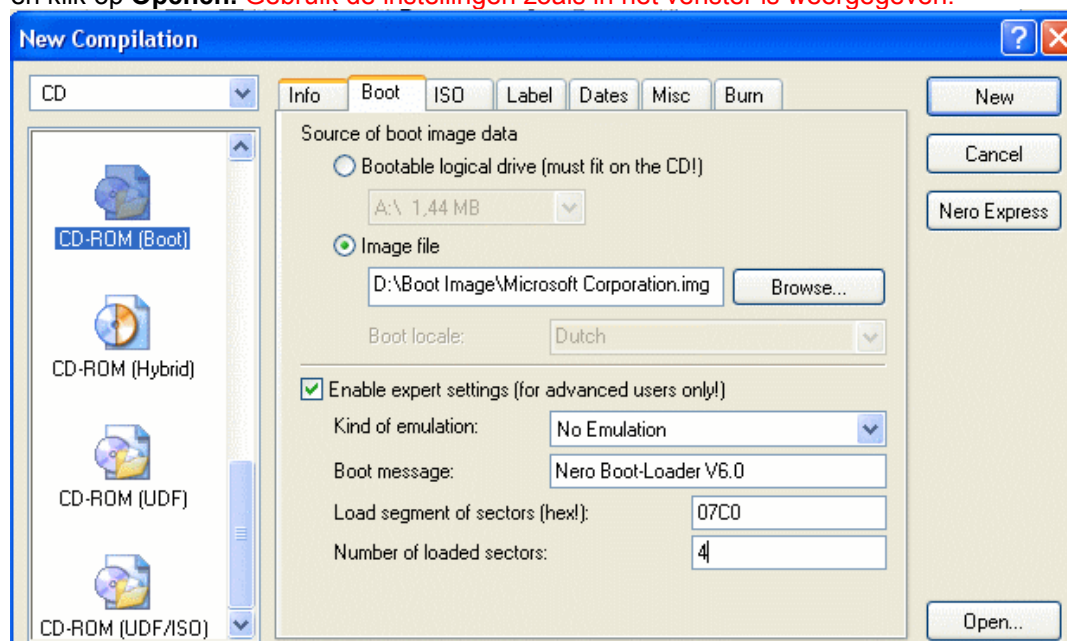 en klik op Openen. Gebruik de instellingen zoals in het venster is weergegeven.
New Compilation
CD
Info Boot ISO Label Dates Misc Burn
New
Source of boot image data
Bootable logical drive (must fit on the CD!)
Cancel
A:\ 1,44 MB
Nero Express
CD-ROM (Boot)
Image file
D:\Boot Image\Microsoft Corporation.img
Browse...
Boot locale: Dutch
CD-ROM (Hybrid)
Enable expert settings (for advanced users only!)
Kind of emulation: No Emulation
Boot message: Nero Boot-Loader V6.0
CD-ROM (UDF)
Load segment of sectors (hex!): 07C0
Number of loaded sectors: 4
CD-ROM (UDF/ISO)
Open...